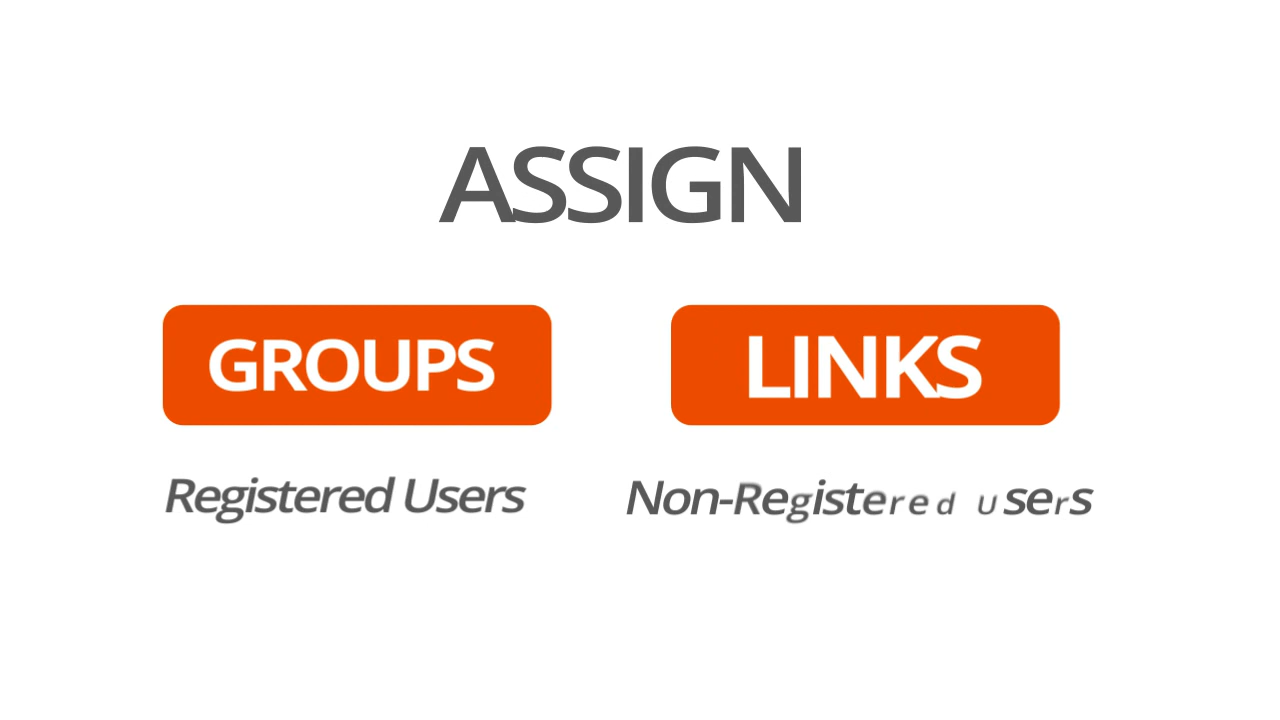 ASSIGN
GROUPS
LINKS
Registered Users
Non-Registered Users